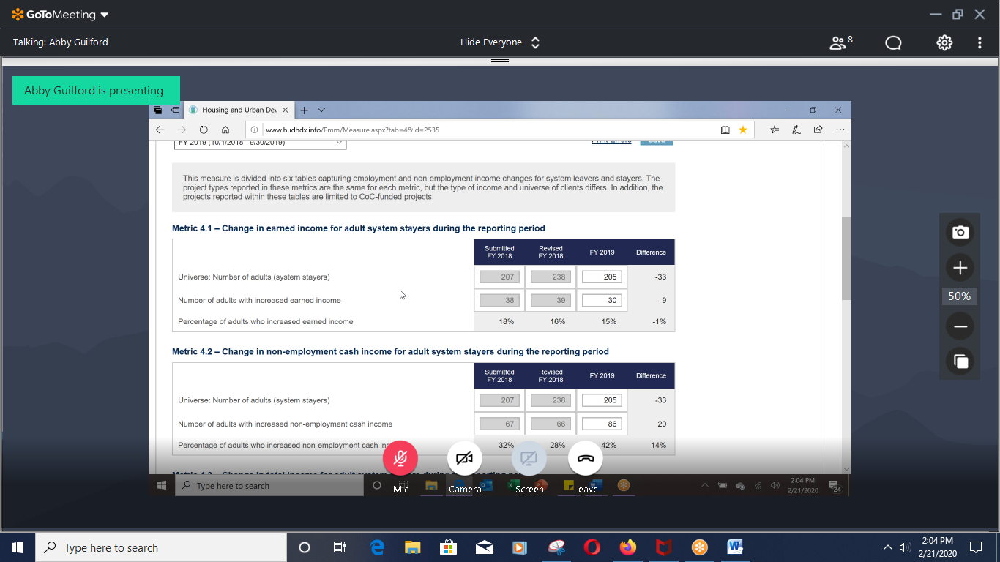 GoToMeeting
Talking: Abby Guilford
Hide Everyone
8
Abby Guilford is presenting
Housing and Urban Dev
www.hudhdx.info/Pmm/Measure.aspx?tab=4&id=2535
FY 2019 (10/1/2018 - 9/30/2019)
Print Errors
This measure is divided into six tables capturing employment and non-employment income changes for system leavers and stayers. The
project types reported in these metrics are the same for each metric, but the type of income and universe of clients differs. In addition, the
projects reported within these tables are limited to CoC-funded projects.
Metric 4.1 – Change in earned income for adult system stayers during the reporting period
Submitted FY 2018 Revised FY 2018 FY 2019 Difference
Universe: Number of adults (system stayers) 207 238 205 -33
Number of adults with increased earned income 38 39 30 -9
Percentage of adults who increased earned income 18% 16% 15% -1%
Metric 4.2 – Change in non-employment cash income for adult system stayers during the reporting period
Submitted FY 2018 Revised FY 2018 FY 2019 Difference
Universe: Number of adults (system stayers) 207 238 205 -33
Number of adults with increased non-employment cash income 67 66 86 20
Percentage of adults who increased non-employment cash 32% 28% 42% 14%
50%
Type here to search
Mic
Camera
Screen
Leave
2:04 PM
2/21/2020
24
Type here to search
2:04 PM
2/21/2020